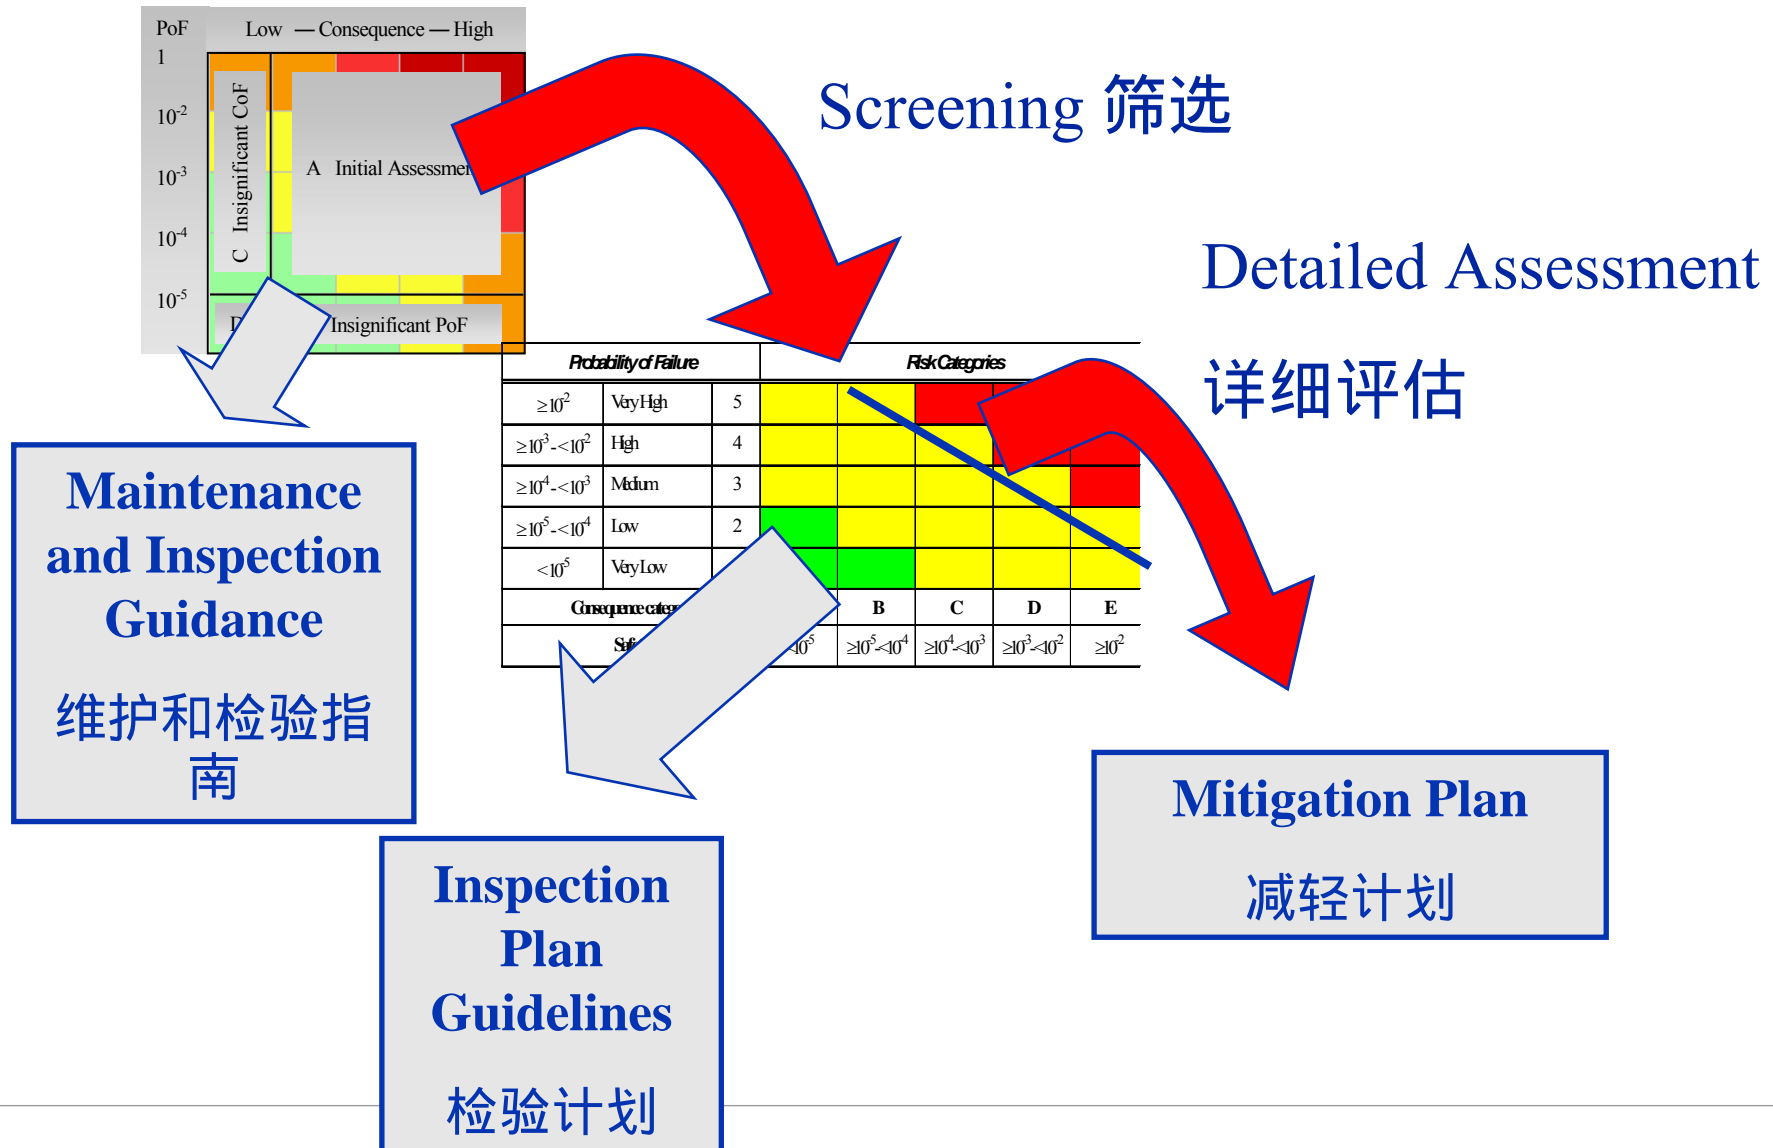 PoF
Low — Consequence — High
1
10-2
10-3
10-4
10-5
C Insignificant CoF
A Initial
Insignificant PoF
Screening 筛选
Detailed Assessment
详细评估
Probability of Failure Risk Categories
≥10-2 Very High 5
≥10-3-<10-2 High 4
≥10-4-<10-3 Medium 3
≥10-5-<10-4 Low 2
<10-5 Very Low
Consequence B C D E
<10-5 ≥10-5-<10-4 ≥10-4-<10-3 ≥10-3-<10-2 ≥10-2
Maintenance
and Inspection
Guidance
维护和检验指
南
Inspection
Plan
Guidelines
检验计划
Mitigation Plan
减轻计划